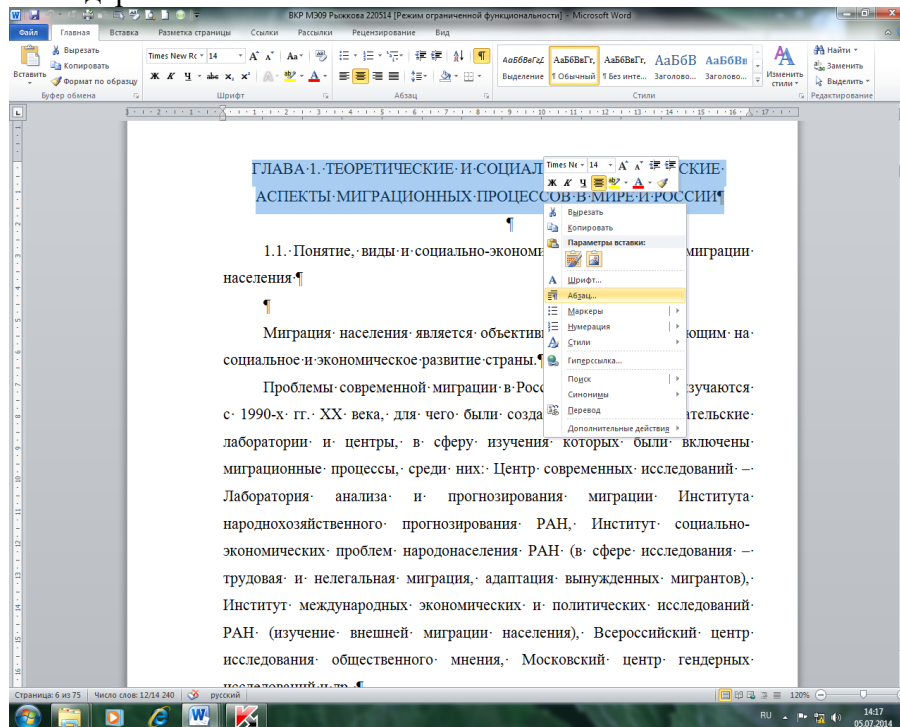 ВКР МЭ09 Рыжкова 220514 [Режим ограниченной функциональности] - Microsoft Word
Файл Главная Вставка Разметка страницы Ссылки Рассылки Рецензирование Вид
Вставить
Вырезать
Копировать
Формат по образцу
Буфер обмена
Times New Rc 14
Ж К Ч abc x₂ x²
Шрифт
Абзац
АаБбВвГгД АаБбВвГг, АаБбВвГг, АаБбВ АаБбВв
Выделение ¶ Обычный ¶ Без инте... Заголово... Заголово...
Изменить стили
Стили
Найти
Заменить
Выделить
Редактирование
ГЛАВА 1. ТЕОРЕТИЧЕСКИЕ И СОЦИАЛ СКИЕ
АСПЕКТЫ МИГРАЦИОННЫХ ПРОЦЕССОВ В МИРЕ И РОССИИ¶
¶
1.1. Понятие, виды и социально-экономи миграции
населения ¶
¶
Миграция населения является объектив ющим на
социальное и экономическое развитие страны.¶
Проблемы современной миграции в Росс зучаются
с 1990-х гг. XX века, для чего были созда ательские
лаборатории и центры, в сферу изучения которых были включены
миграционные процессы, среди них: Центр современных исследований –
Лаборатория анализа и прогнозирования миграции Института
народнохозяйственного прогнозирования РАН, Институт социально-
экономических проблем народонаселения РАН (в сфере исследования –
трудовая и нелегальная миграция, адаптация вынужденных мигрантов),
Институт международных экономических и политических исследований
РАН (изучение внешней миграции населения), Всероссийский центр
исследования общественного мнения, Московский центр гендерных
исследований и др. ¶
Times Ne 14
Ж К Ч
Вырезать
Копировать
Параметры вставки:
Шрифт...
Абзац...
Маркеры
Нумерация
Стили
Гиперссылка...
Поиск
Синонимы
Перевод
Дополнительные действия
Страница: 6 из 75 Число слов: 12/14 240 русский 120%
RU 14:17
05.07.2014